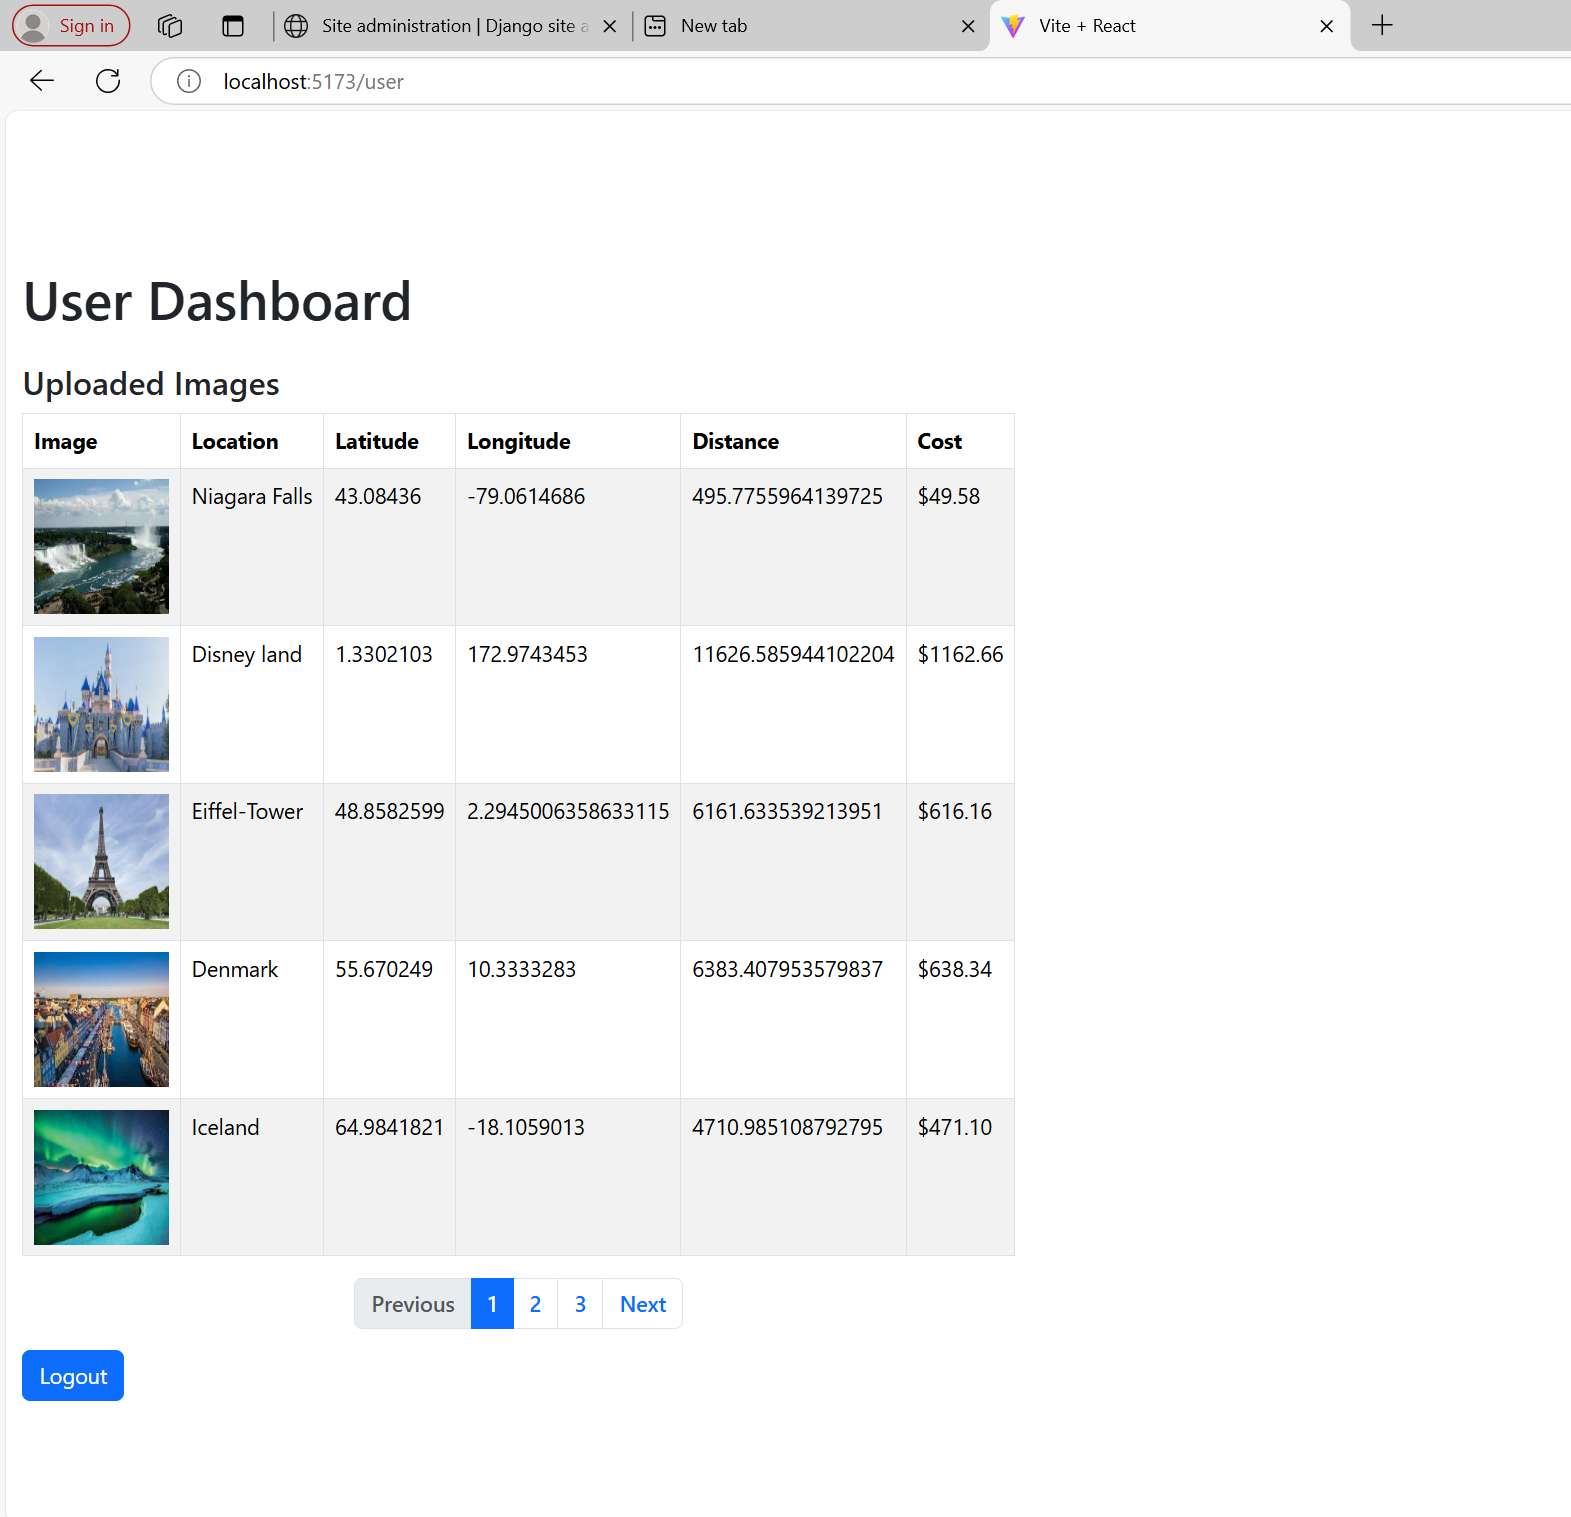 Sign in
Site administration | Django site a
New tab
Vite + React
localhost:5173/user
User Dashboard
Uploaded Images
Image Location Latitude Longitude Distance Cost
Niagara Falls 43.08436 -79.0614686 495.7755964139725 $49.58
Disney land 1.3302103 172.9743453 11626.585944102204 $1162.66
Eiffel-Tower 48.8582599 2.2945006358633115 6161.633539213951 $616.16
Denmark 55.670249 10.3333283 6383.407953579837 $638.34
Iceland 64.9841821 -18.1059013 4710.985108792795 $471.10
Previous 1 2 3 Next
Logout